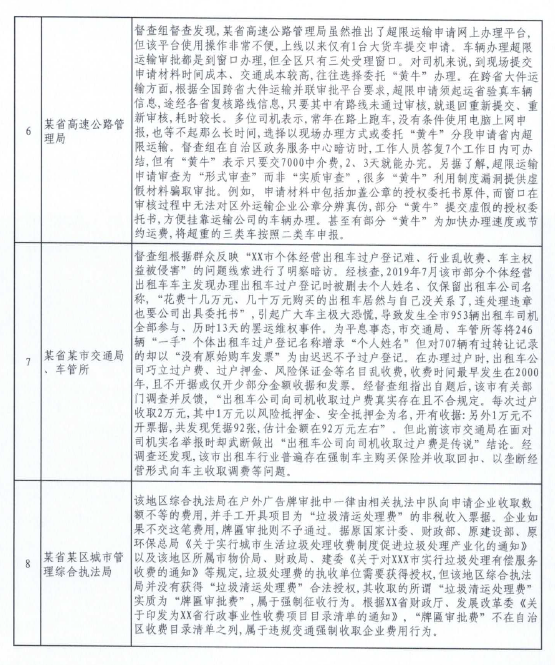 督查组督查发现,某省高速公路管理局虽然推出了超限运输申请网上办理平台,
但该平台使用操作非常不便,上线以来仅有1台大货车提交申请。车辆办理超限
运输审批都是到窗口办理,但全区只有三处受理窗口。对司机来说,到现场提交
申请材料时间成本、交通成本较高,往往选择委托“黄牛”办理。在跨省大件运
输方面,根据全国跨省大件运输并联审批平台要求,超限申请须起运省验真车辆
信息,途经各省复核路线信息,只要其中有路线未通过审核,就退回重新提交、重
新审核,耗时较长。多位司机表示,常年在路上跑车,没有条件使用电脑上网申
6
某省高速公路管
理局
报,也等不起那么长时间,选择以现场办理方式或委托“黄牛”分段申请省内超
限运输。督查组在自治区政务服务中心暗访时,工作人员答复7个工作日内可办
结,但有“黄牛”表示只要交7000中介费,2、3天就能办完。另据了解,超限运输
申请审查为“形式审查”而非“实质审查”,很多“黄牛”利用制度漏洞提供虚
假材料骗取审批。例如,申请材料中包括加盖公章的授权委托书原件,而窗口在
审核过程中无法对区外运输企业公章分辨真伪,部分“黄牛”提交虚假的授权委
托书,方便挂靠运输公司的车辆办理。甚至有部分“黄牛”为加快办理速度或节
约运费,将超重的三类车按照二类车申报。
督查组根据群众反映“XX市个体经营出租车过户登记难、行业乱收费、车主权
益被侵害”的问题线索进行了明察暗访。经核查,2019年7月该市部分个体经营
出租车车主发现办理出租车过户登记时被删去个人姓名、仅保留出租车公司名
称,“花费十几万元、几十万元购买的出租车居然与自己没关系了,连处理违章
也要公司出具委托书”,引起广大车主极大恐慌,导致发生全市953辆出租车司机
全部参与、历时13天的罢运维权事件。为平息事态,市交通局、车管所等将246
辆“一手”个体出租车过户登记名称增录“个人姓名”但对707辆有过转让记录
7
某省某市交通局
、车管所
的却以“没有原始购车发票”为由迟迟不予过户登记。在办理过户时,出租车公
司巧立过户费、过户押金、风险保证金等名目乱收费,收费时间最早发生在2000
年,且不开据或仅开少部分金额收据和发票。经督查组指出自题后,该市有关部
门调查并反馈,“出租车公司向司机收取过户费真实存在且不合规定。每次过户
收取2万元,其中1万元以风险抵押金、安全抵押金为名,开有收据;另外1万元不
开票据,共发现凭据92张,估计金额在92万元左右”。但此前该市交通局在面对
司机实名举报时却武断做出“出租车公司向司机收取过户费是传说”结论。经
调查还发现,该市出租车行业普遍存在强制车主购买保险并收取回扣、以垄断经
营形式向车主收取调费等问题。
该地区综合执法局在户外广告牌审批中一律由相关执法中队向申请企业收取数
额不等的费用,并手工开具项目为“垃圾清运处理费”的非税收入票据。企业如
果不交这笔费用,牌匾审批则不予通过。据原国家计委、财政部、原建设部、原
环保总局《关于实行城市生活垃圾处理收费制度促进垃圾处理产业化的通知》
8
某省某区城市管
理综合执法局
以及该地区所属市物价局、财政局、建委《关于对XXX市实行垃圾处理有偿服务
收费的通知》等规定,垃圾处理费的执收单位需要获得授权,但该地区综合执法
局并没有获得“垃圾清运处理费”合法授权,其收取的所谓“垃圾清运处理费”
实质为“牌匾审批费”,属于强制征收行为。根据XX省财政厅、发展改革委《关
于印发为XX省行政事业性收费项目目录清单的通知》,“牌匾审批费”不在自治
区收费目录清单之列,属于违规变通强制收取企业费用行为。